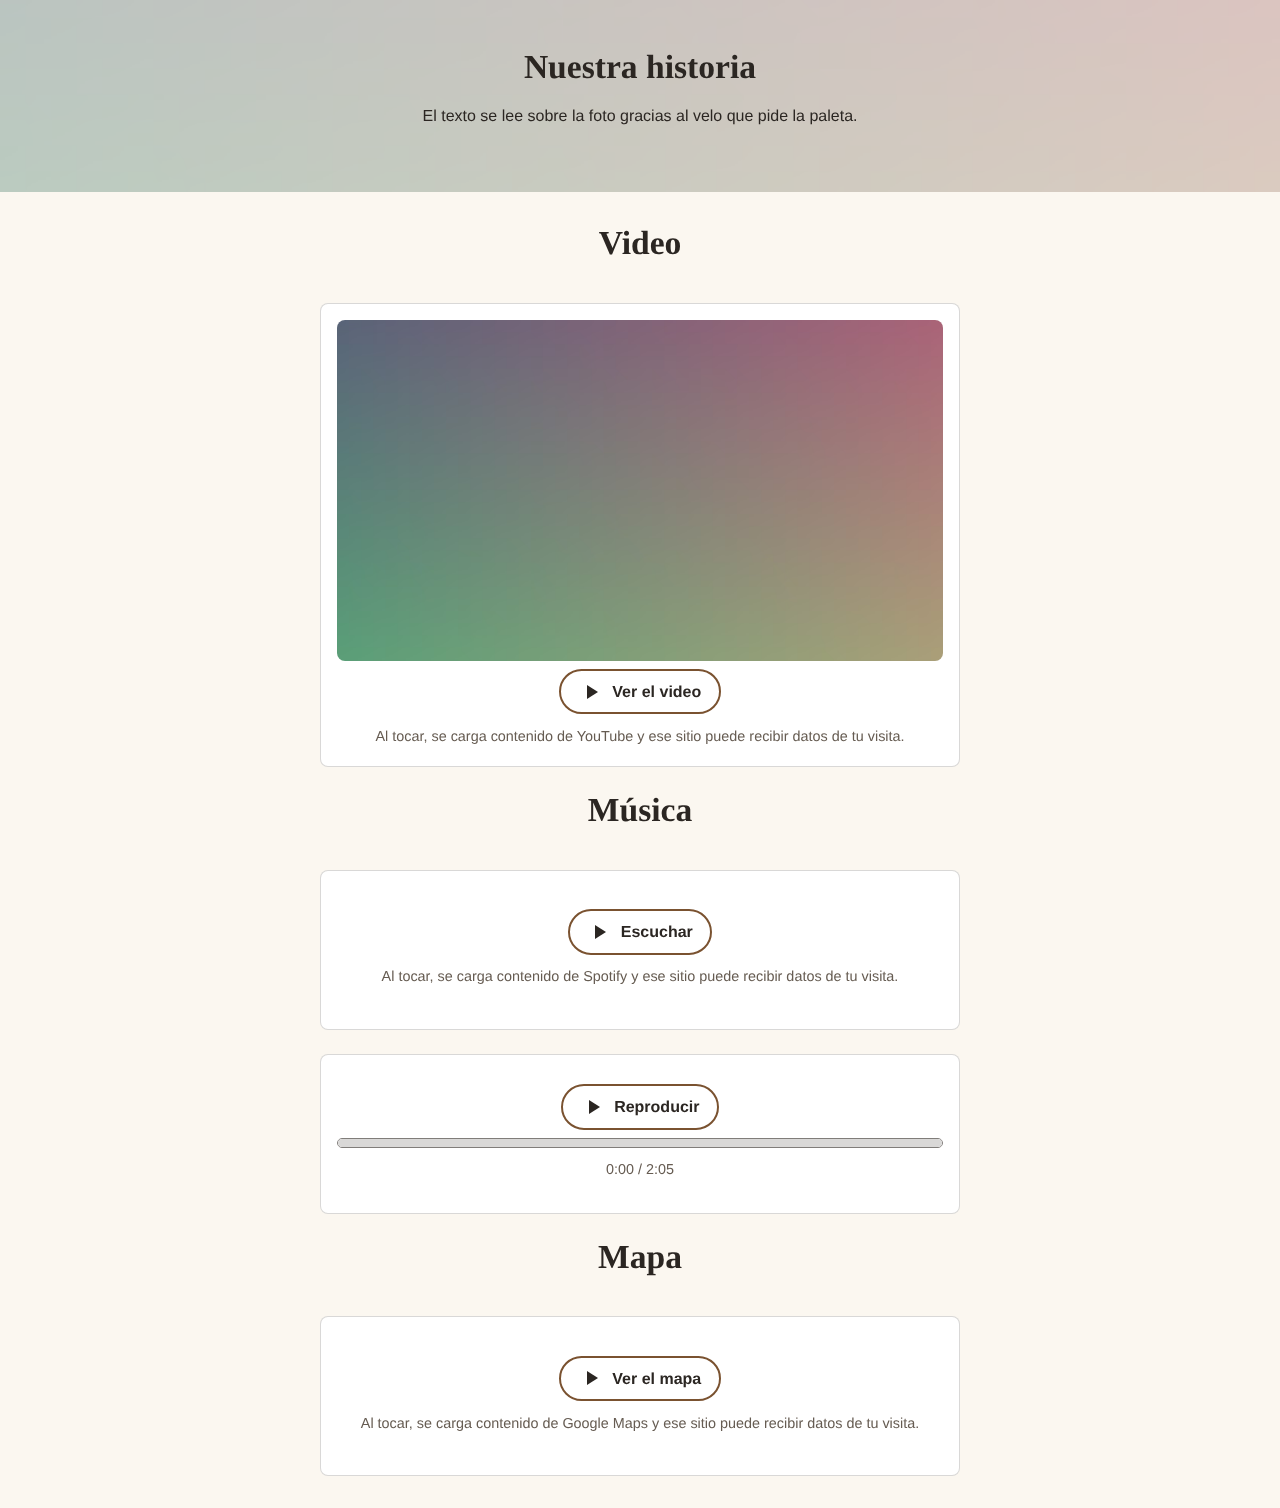 Nuestra historia
El texto se lee sobre la foto gracias al velo que pide la paleta.
Video
Ver el video
Al tocar, se carga contenido de YouTube y ese sitio puede recibir datos de tu visita.
Música
Escuchar
Al tocar, se carga contenido de Spotify y ese sitio puede recibir datos de tu visita.
Reproducir
0:00 / 2:05
Mapa
Ver el mapa
Al tocar, se carga contenido de Google Maps y ese sitio puede recibir datos de tu visita.